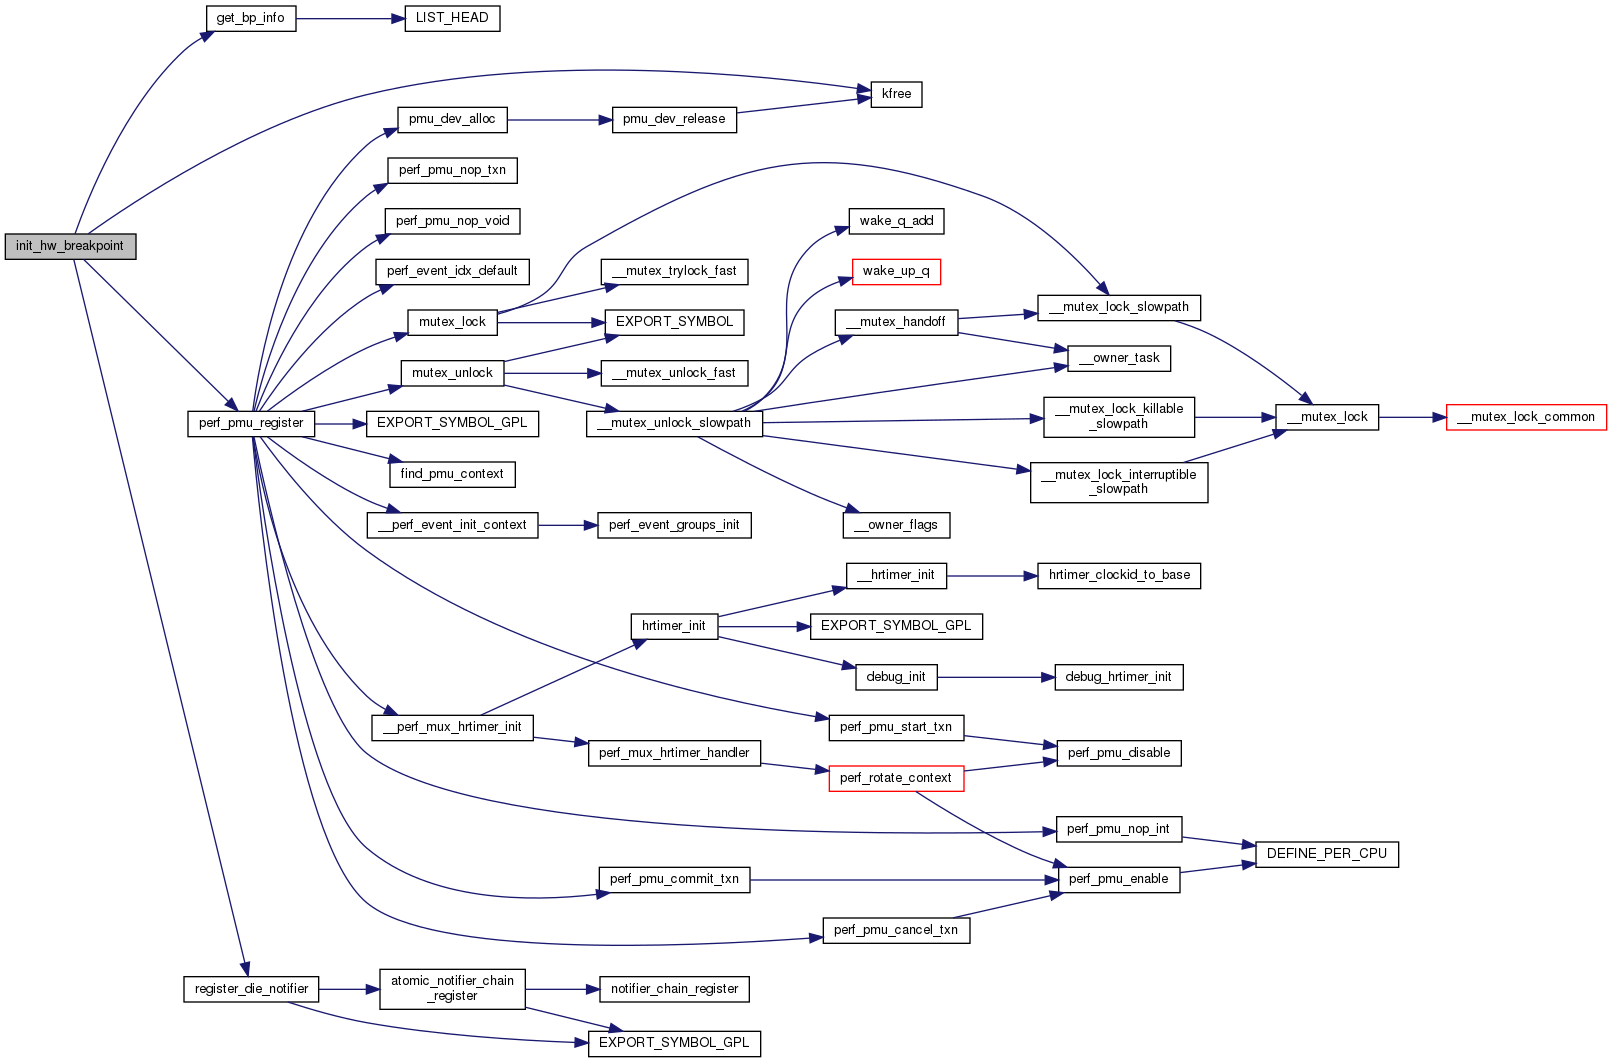 get_bp_info
LIST_HEAD
kfree
pmu_dev_alloc
pmu_dev_release
perf_pmu_nop_txn
perf_pmu_nop_void
wake_q_add
init_hw_breakpoint
perf_event_idx_default
__mutex_trylock_fast
wake_up_q
__mutex_lock_slowpath
mutex_lock
EXPORT_SYMBOL
__mutex_handoff
__owner_task
mutex_unlock
__mutex_unlock_fast
perf_pmu_register
EXPORT_SYMBOL_GPL
__mutex_unlock_slowpath
__mutex_lock_killable
_slowpath
__mutex_lock
__mutex_lock_common
find_pmu_context
__mutex_lock_interruptible
_slowpath
__perf_event_init_context
perf_event_groups_init
__owner_flags
__hrtimer_init
hrtimer_clockid_to_base
hrtimer_init
EXPORT_SYMBOL_GPL
debug_init
debug_hrtimer_init
__perf_mux_hrtimer_init
perf_pmu_start_txn
perf_mux_hrtimer_handler
perf_pmu_disable
perf_rotate_context
perf_pmu_nop_int
DEFINE_PER_CPU
perf_pmu_commit_txn
perf_pmu_enable
perf_pmu_cancel_txn
register_die_notifier
atomic_notifier_chain
_register
notifier_chain_register
EXPORT_SYMBOL_GPL